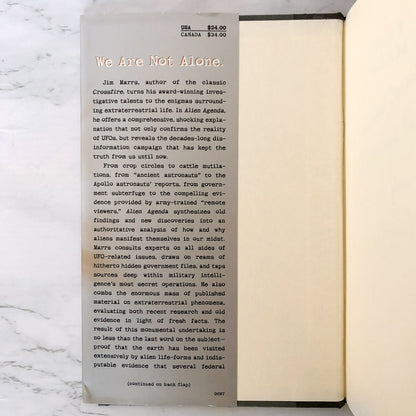 USA $24.00
CANADA $34.00
We Are Not Alone.
Jim Marrs, author of the classic
Crossfire, turns his award-winning inves-
tigative talents to the enigmas surround-
ing extraterrestrial life. In Alien Agenda,
he offers a comprehensive, shocking expla-
nation that not only confirms the reality
of UFOs, but reveals the decades-long dis-
information campaign that has kept the
truth from us until now.
From crop circles to cattle mutila-
tions, from "ancient astronauts" to the
Apollo astronauts' reports, from govern-
ment subterfuge to the compelling evi-
dence provided by army-trained "remote
viewers," Alien Agenda synthesizes old
findings and new discoveries into an
authoritative analysis of how and why
aliens manifest themselves in our midst.
Marrs consults experts on all sides of
UFO-related issues, draws on reams of
hitherto hidden government files, and taps
sources deep within military intelli-
gence's most secret operations. He also
combs the enormous mass of published
material on extraterrestrial phenomena,
evaluating both recent research and old
evidence in light of fresh facts. The
result of this monumental undertaking is
no less than the last word on the subject—
proof that the earth has been visited
extensively by alien life-forms and indis-
putable evidence that several federal
(continued on back flap)
0697